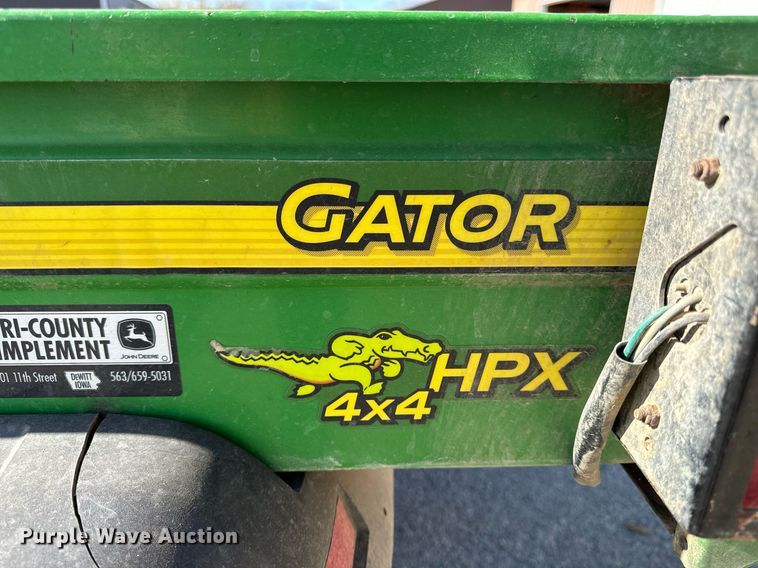 GATOR
RI-COUNTY
MPLEMENT
JOHN DEERE
01 11th Street
DEWITT
IOWA
563/659-5031
HPX
4x4
Purple Wave Auction